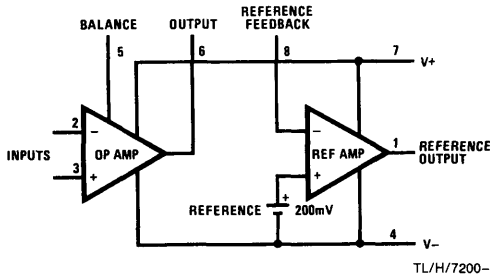 BALANCE
OUTPUT
REFERENCE
FEEDBACK
5
6
8
7
V+
2
−
OP AMP
INPUTS
3
+
−
REF AMP
1
REFERENCE
OUTPUT
+
+
REFERENCE
200mV
4
V−
TL/H/7200–